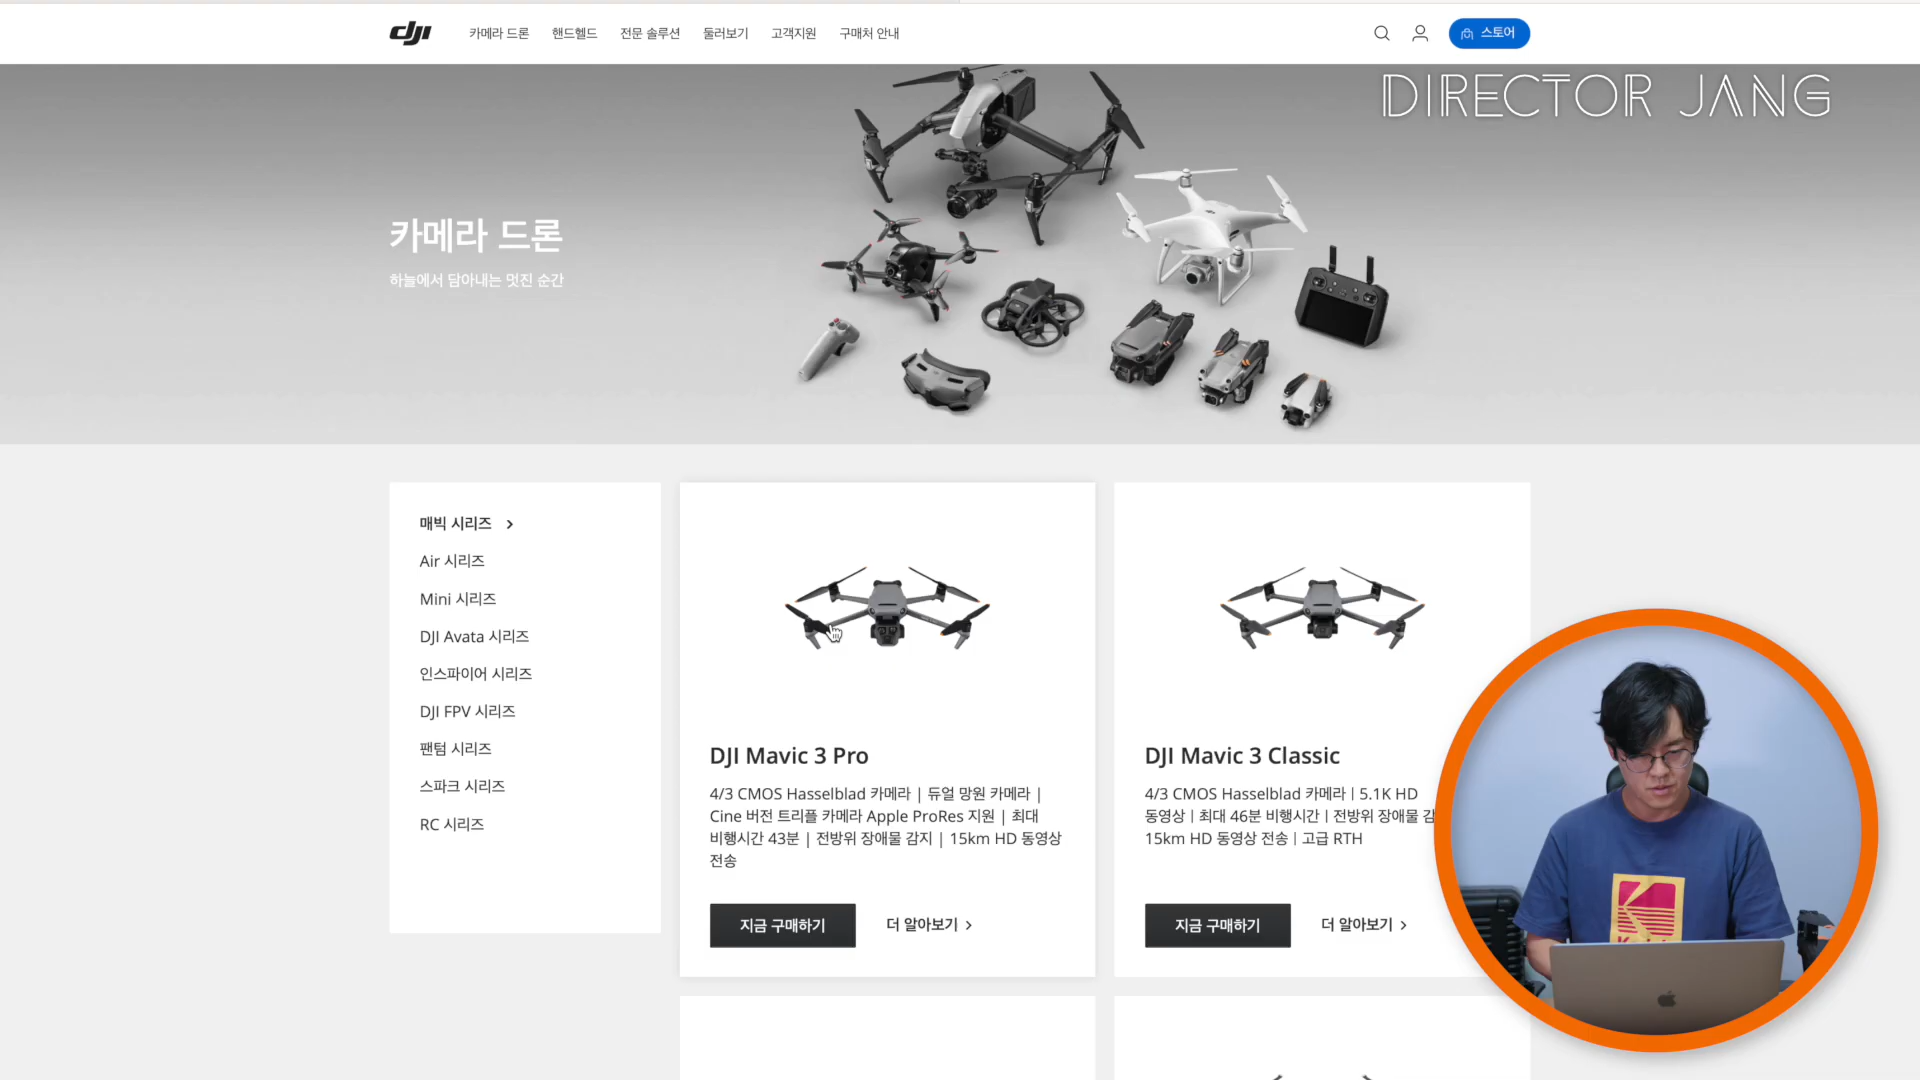 dji
카메라 드론
핸드헬드
전문 솔루션
둘러보기
고객지원
구매처 안내
스토어
DIRECTOR JANG
카메라 드론
하늘에서 담아내는 멋진 순간
매빅 시리즈
Air 시리즈
Mini 시리즈
DJI Avata 시리즈
인스파이어 시리즈
DJI FPV 시리즈
팬텀 시리즈
스파크 시리즈
RC 시리즈
DJI Mavic 3 Pro
4/3 CMOS Hasselblad 카메라 | 듀얼 망원 카메라 |
Cine 버전 트리플 카메라 Apple ProRes 지원 | 최대
비행시간 43분 | 전방위 장애물 감지 | 15km HD 동영상
전송
지금 구매하기
더 알아보기
DJI Mavic 3 Classic
4/3 CMOS Hasselblad 카메라 | 5.1K HD
동영상 | 최대 46분 비행시간 | 전방위 장애물 감
15km HD 동영상 전송 | 고급 RTH
지금 구매하기
더 알아보기